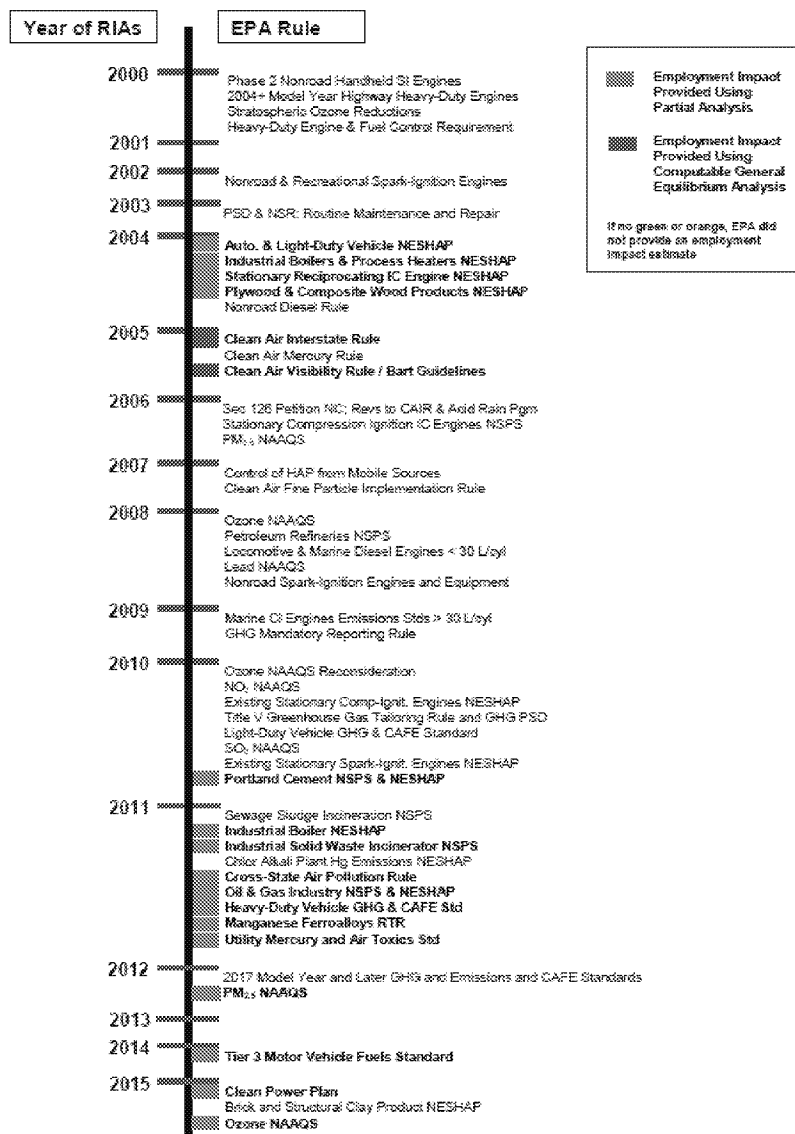 Year of RIAs
EPA Rule
2000
Phase 2 Nonroad Handheld SI Engines
2004+ Model Year Highway Heavy-Duty Engines
Stratospheric Ozone Reductions
Heavy-Duty Engine & Fuel Control Requirement
2001
2002
Nonroad & Recreational Spark-Ignition Engines
2003
PSD & NSR: Routine Maintenance and Repair
2004
Auto. & Light-Duty Vehicle NESHAP
Industrial Boilers & Process Heaters NESHAP
Stationary Reciprocating IC Engine NESHAP
Plywood & Composite Wood Products NESHAP
Nonroad Diesel Rule
2005
Clean Air Interstate Rule
Clean Air Mercury Rule
Clean Air Visibility Rule / Bart Guidelines
2006
Sec 126 Petition NC; Revs to CAIR & Acid Rain Pgm
Stationary Compression Ignition IC Engines NSPS
PM₂.₅ NAAQS
2007
Control of HAP from Mobile Sources
Clean Air Fine Particle Implementation Rule
2008
Ozone NAAQS
Petroleum Refineries NSPS
Locomotive & Marine Diesel Engines < 30 L/cyl
Lead NAAQS
Nonroad Spark-Ignition Engines and Equipment
2009
Marine CI Engines Emissions Stds > 30 L/cyl
GHG Mandatory Reporting Rule
2010
Ozone NAAQS Reconsideration
NO₂ NAAQS
Existing Stationary Comp-Ignit. Engines NESHAP
Title V Greenhouse Gas Tailoring Rule and GHG PSD
Light-Duty Vehicle GHG & CAFE Standard
SO₂ NAAQS
Existing Stationary Spark-Ignit. Engines NESHAP
Portland Cement NSPS & NESHAP
2011
Sewage Sludge Incineration NSPS
Industrial Boiler NESHAP
Industrial Solid Waste Incinerator NSPS
Chlor Alkali Plant Hg Emissions NESHAP
Cross-State Air Pollution Rule
Oil & Gas Industry NSPS & NESHAP
Heavy-Duty Vehicle GHG & CAFE Std
Manganese Ferroalloys RTR
Utility Mercury and Air Toxics Std
2012
2017 Model Year and Later GHG and Emissions and CAFE Standards
PM₂.₅ NAAQS
2013
2014
Tier 3 Motor Vehicle Fuels Standard
2015
Clean Power Plan
Brick and Structural Clay Product NESHAP
Ozone NAAQS
Employment Impact
Provided Using
Partial Analysis
Employment Impact
Provided Using
Computable General
Equilibrium Analysis
If no green or orange, EPA did
not provide an employment
impact estimate